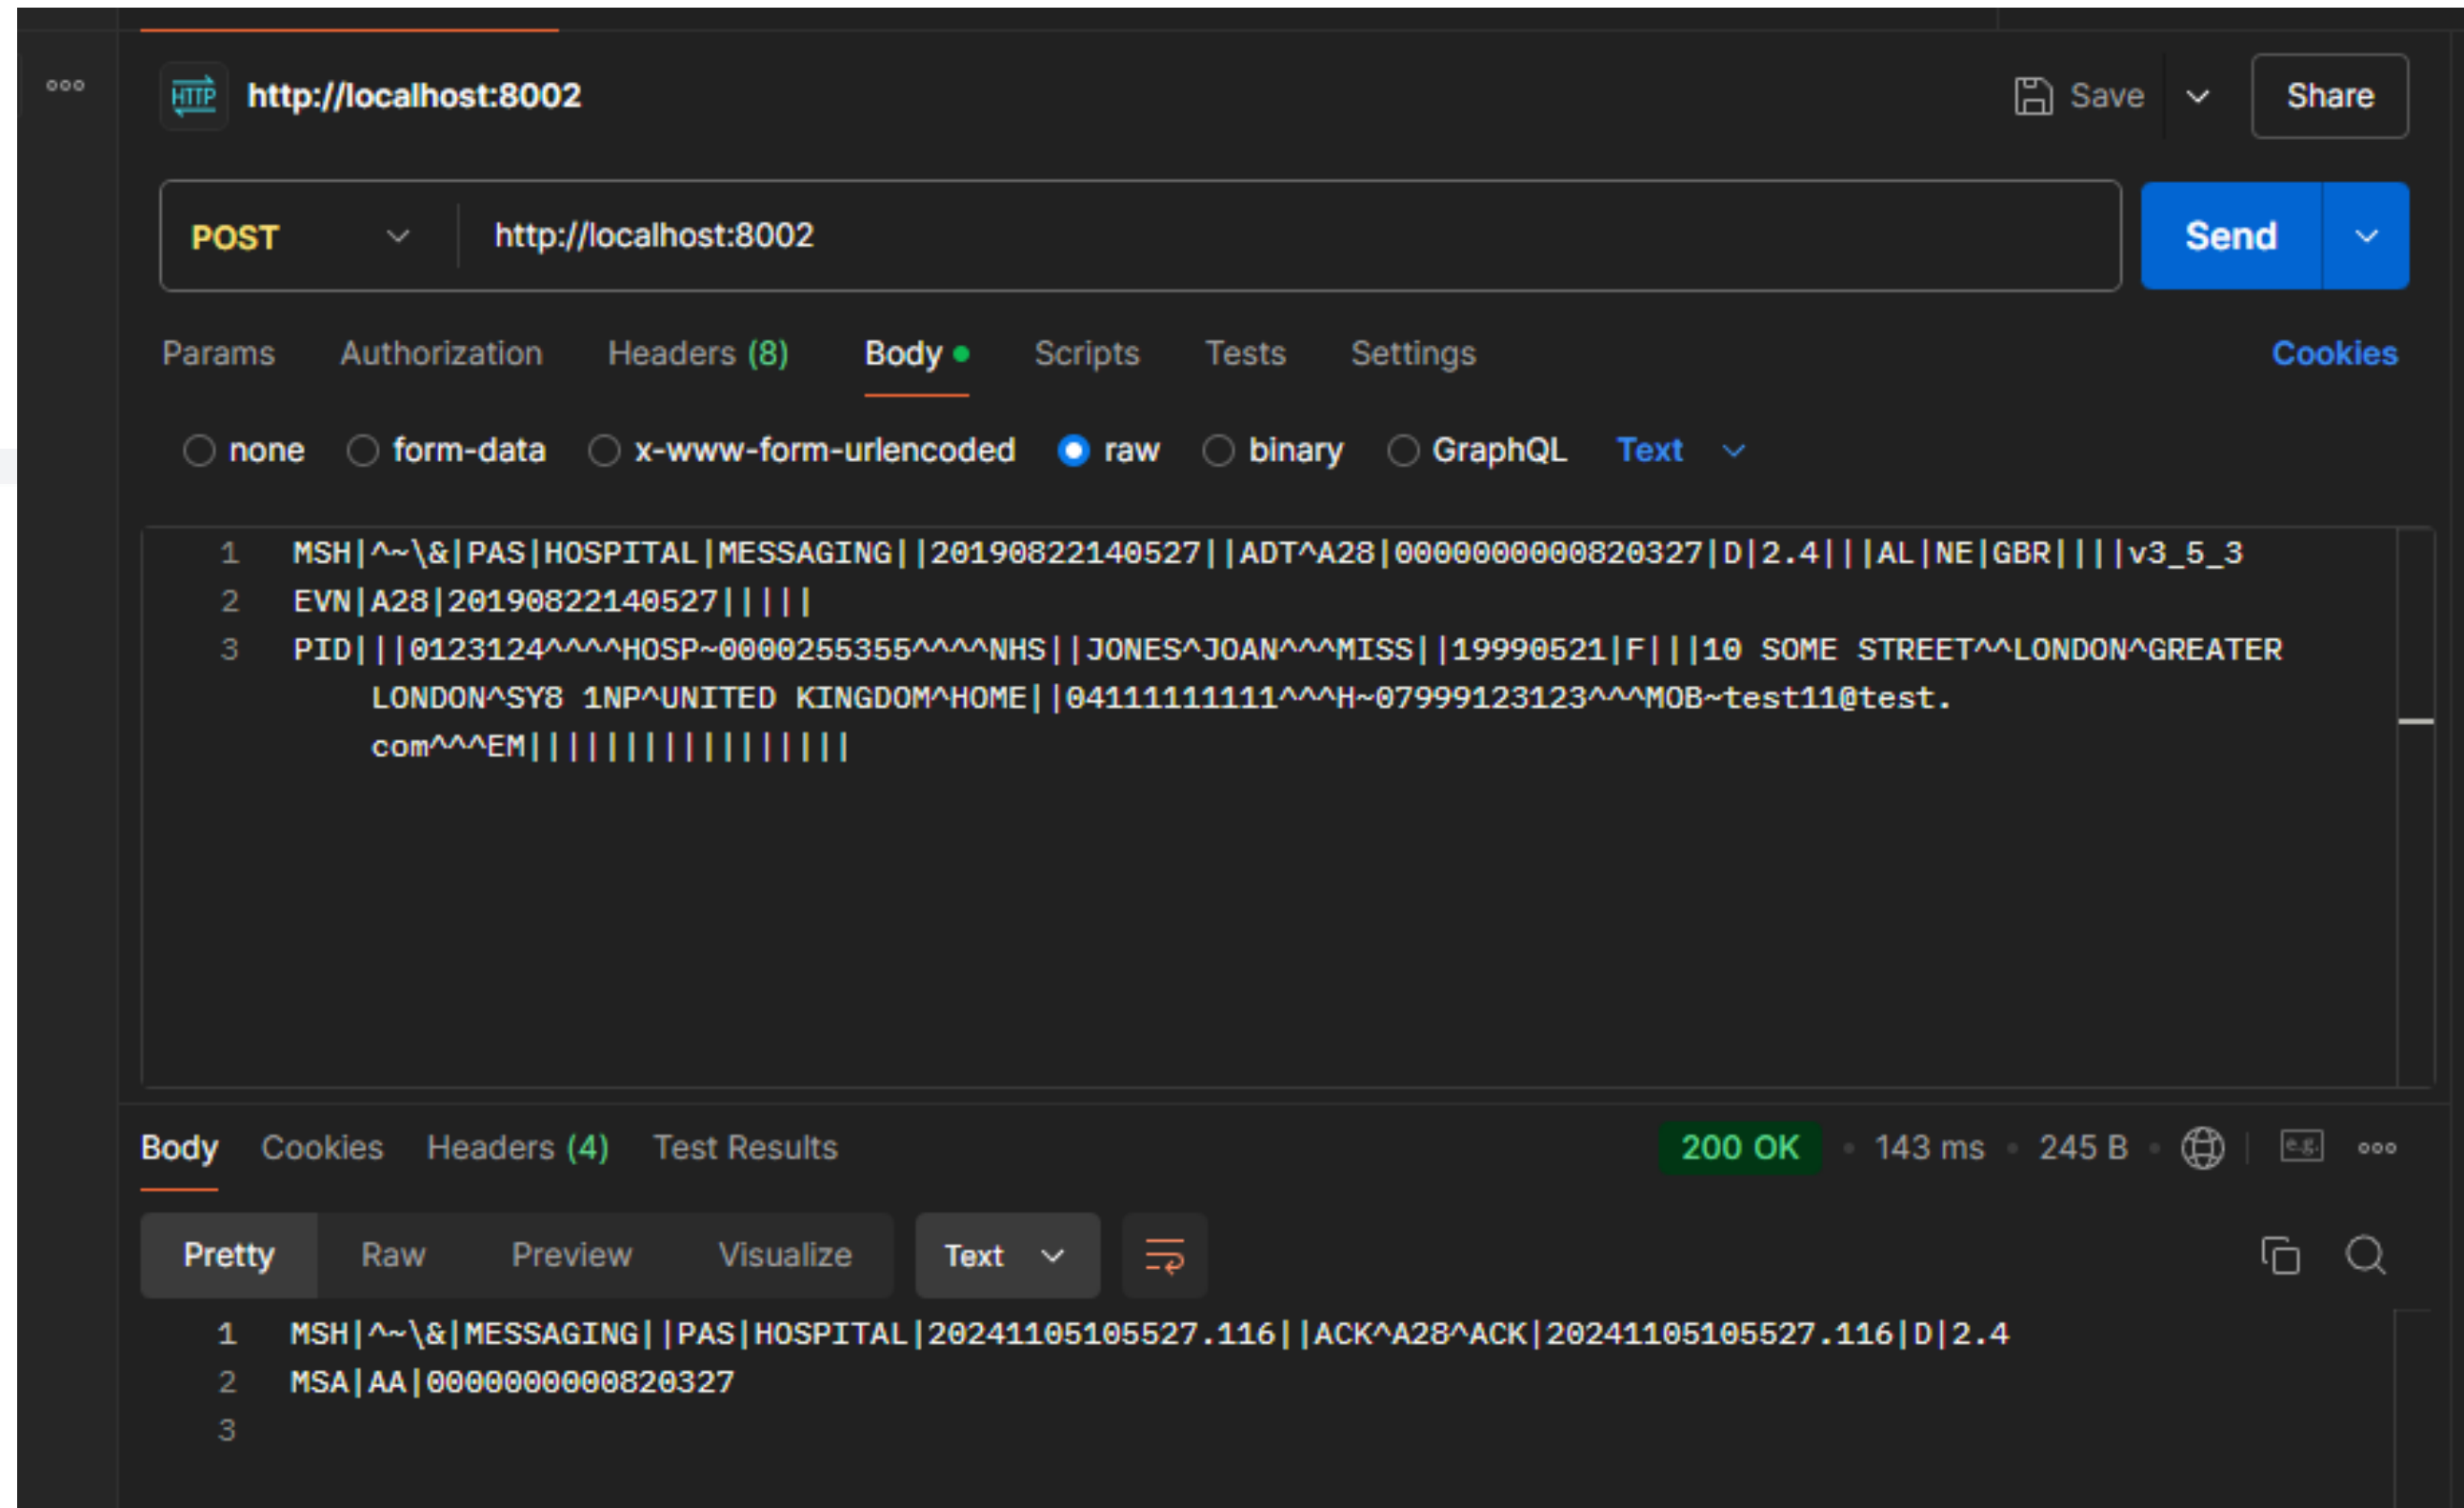 http://localhost:8002
Save
Share
POST
http://localhost:8002
Send
Params Authorization Headers (8) Body Scripts Tests Settings Cookies
none form-data x-www-form-urlencoded raw binary GraphQL Text
1 MSH|^~\&|PAS|HOSPITAL|MESSAGING||20190822140527||ADT^A28|0000000000820327|D|2.4|||AL|NE|GBR||||v3_5_3
2 EVN|A28|20190822140527|||||
3 PID|||0123124^^^^HOSP~0000255355^^^^NHS||JONES^JOAN^^^MISS||19990521|F|||10 SOME STREET^^LONDON^GREATER
LONDON^SY8 1NP^UNITED KINGDOM^HOME||04111111111^^^H~07999123123^^^MOB~test11@test.
com^^^EM|||||||||||||||||
Body Cookies Headers (4) Test Results 200 OK 143 ms 245 B e.g.
Pretty Raw Preview Visualize Text
1 MSH|^~\&|MESSAGING||PAS|HOSPITAL|20241105105527.116||ACK^A28^ACK|20241105105527.116|D|2.4
2 MSA|AA|0000000000820327
3